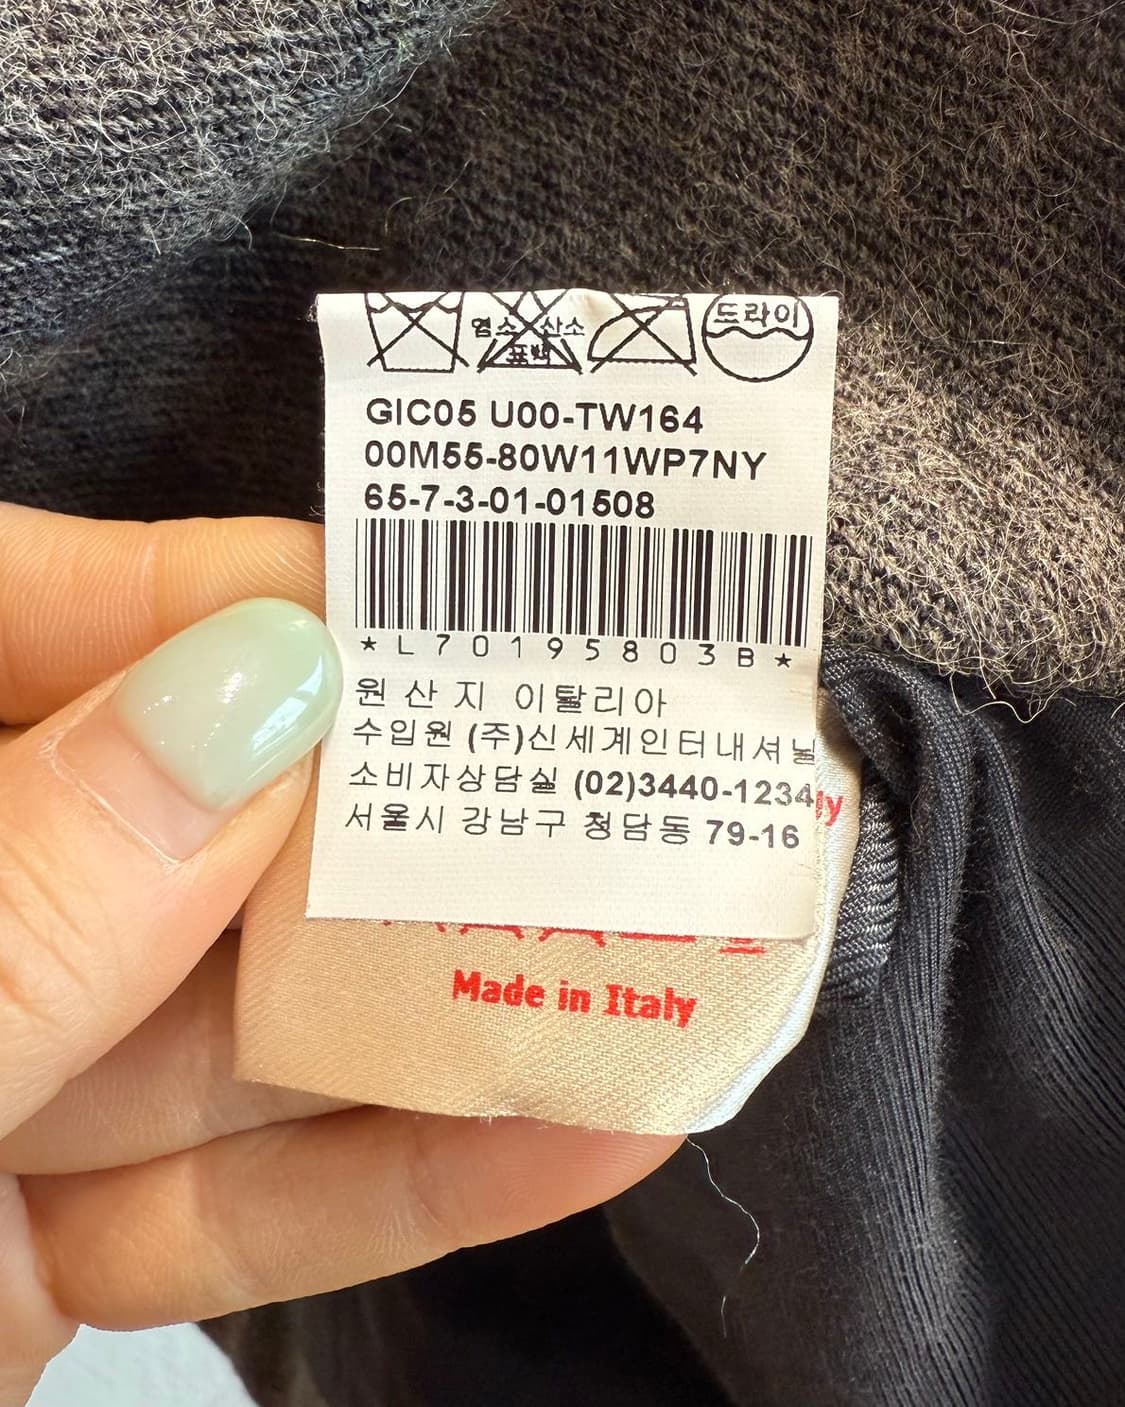 염소 산소
표백
드라이
GIC05 U00-TW164
00M55-80W11WP7NY
65-7-3-01-01508
*L70195803B*
원산지 이탈리아
수입원 (주)신세계인터내셔날
소비자상담실 (02)3440-1234
서울시 강남구 청담동 79-16
Made in Italy